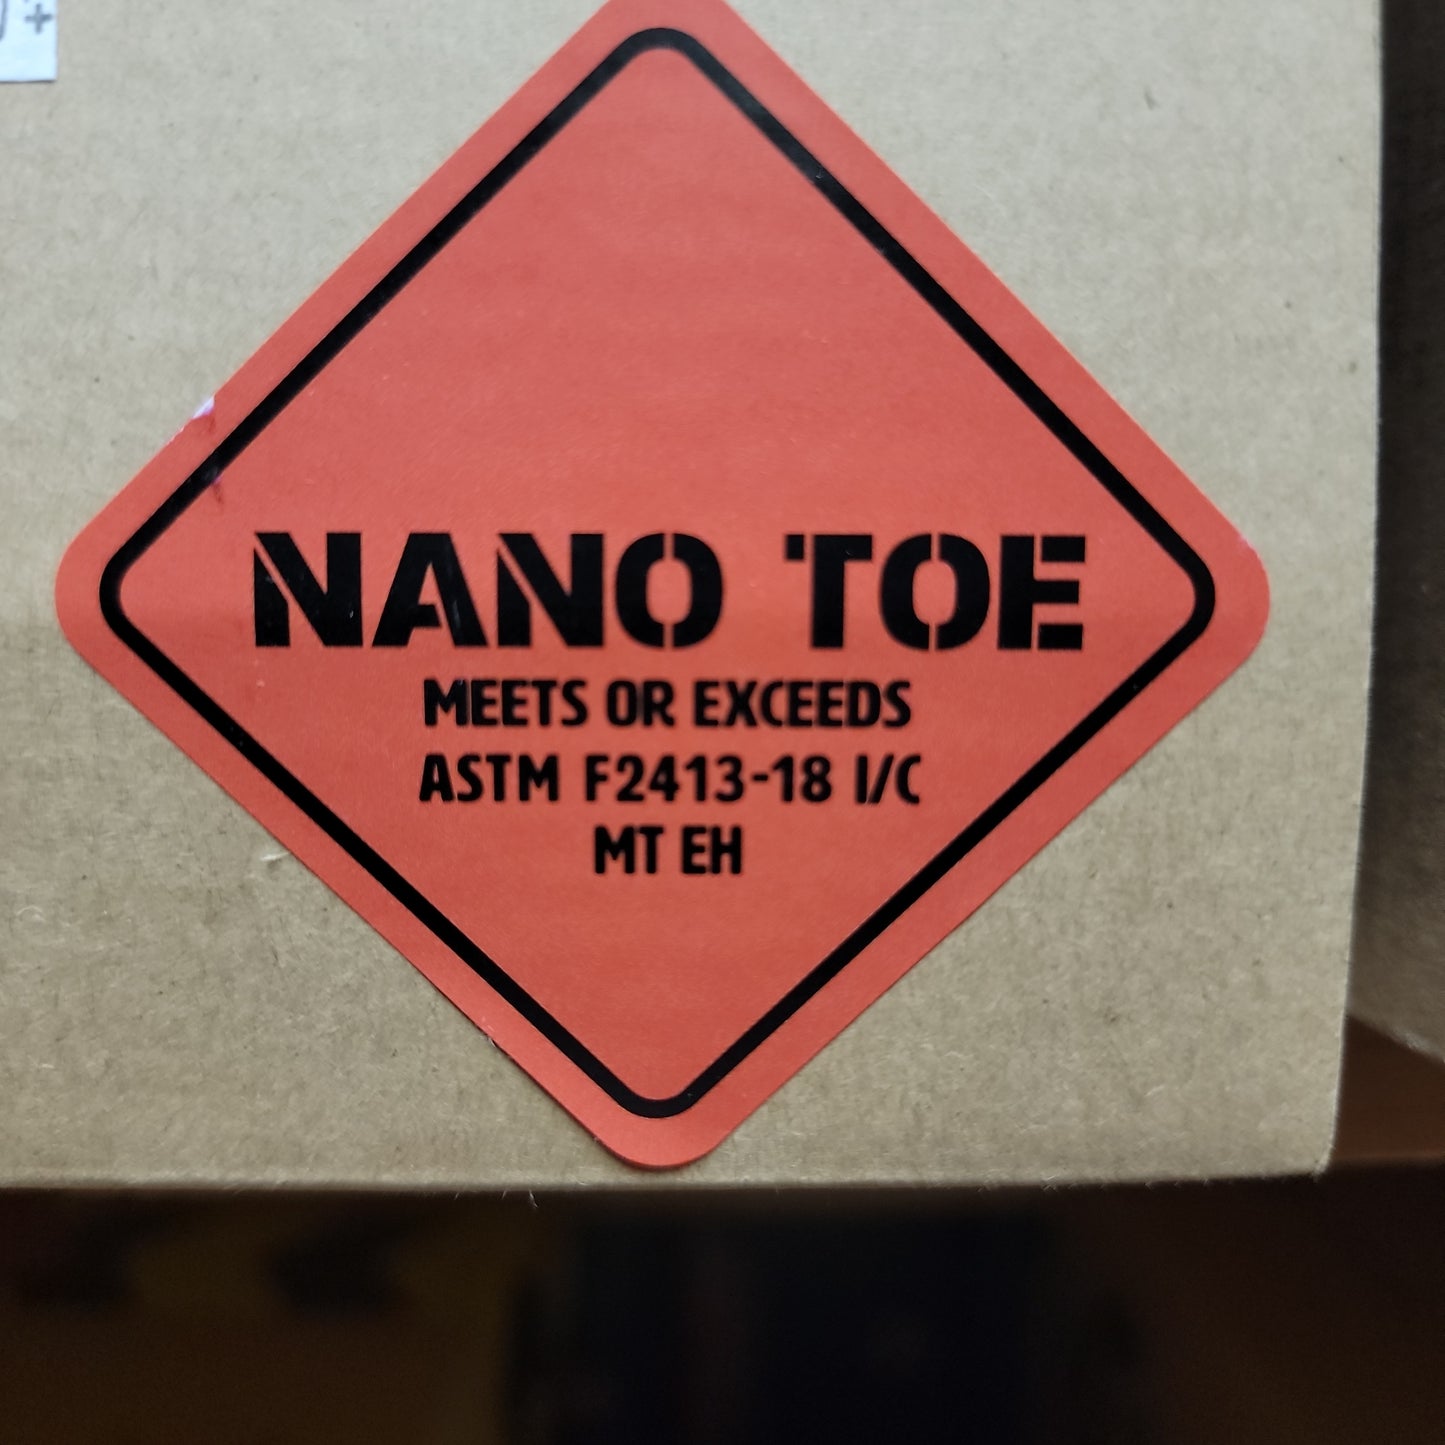 NANO TOE
MEETS OR EXCEEDS
ASTM F2413-18 I/C
MT EH